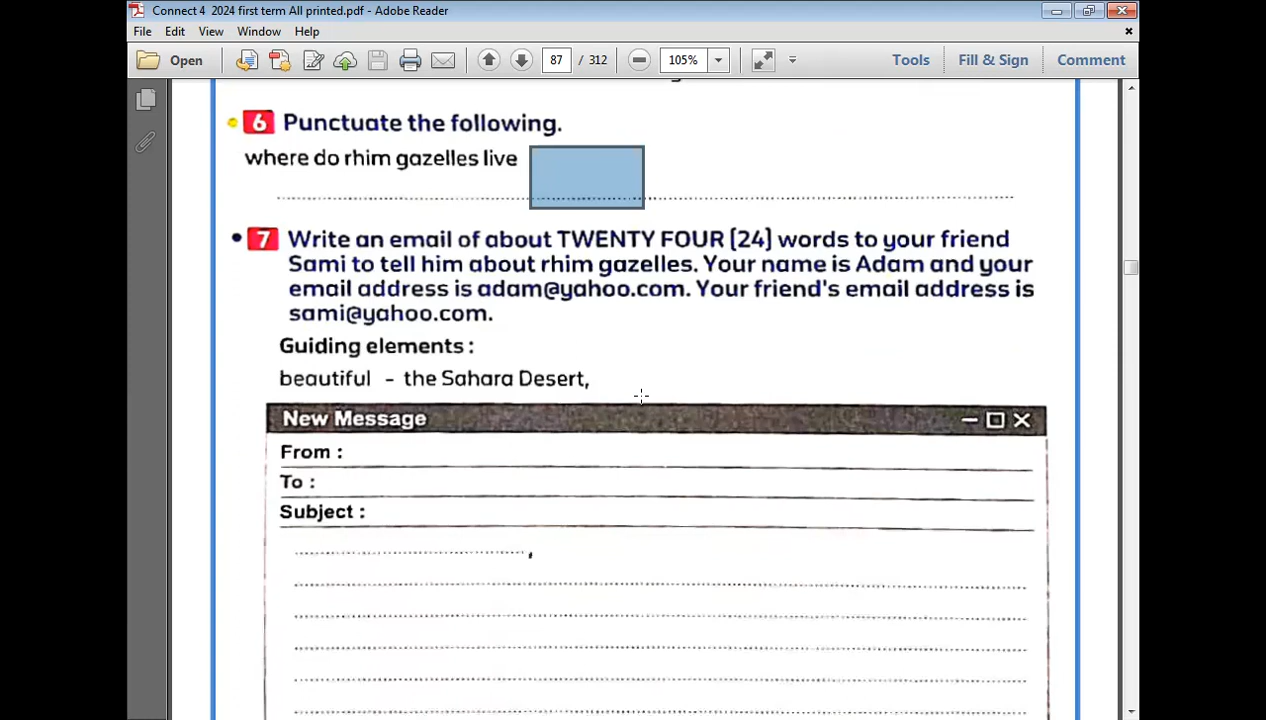 Connect 4 2024 first term All printed.pdf - Adobe Reader
File Edit View Window Help
Open 87 / 312 105% Tools Fill & Sign Comment
6 Punctuate the following.
where do rhim gazelles live
7 Write an email of about TWENTY FOUR (24) words to your friend
Sami to tell him about rhim gazelles. Your name is Adam and your
email address is adam@yahoo.com. Your friend's email address is
sami@yahoo.com.
Guiding elements :
beautiful - the Sahara Desert,
New Message
From :
To :
Subject :
,